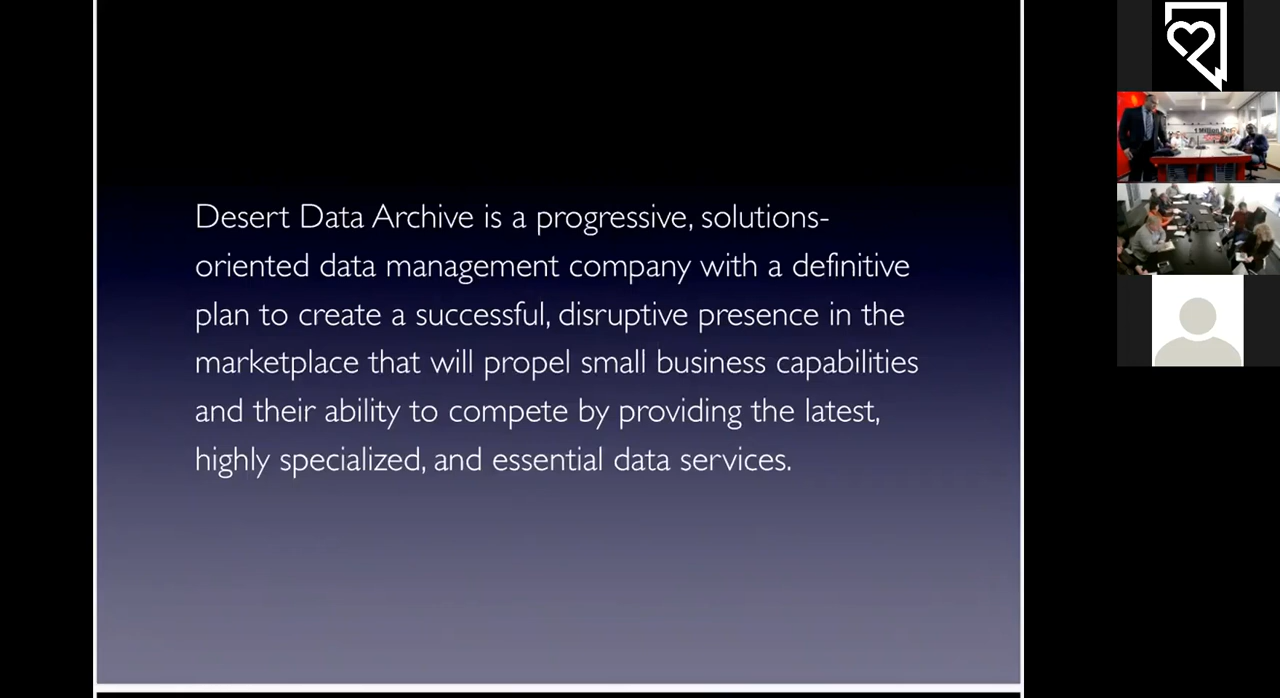 Desert Data Archive is a progressive, solutions-
oriented data management company with a definitive
plan to create a successful, disruptive presence in the
marketplace that will propel small business capabilities
and their ability to compete by providing the latest,
highly specialized, and essential data services.
1 Million